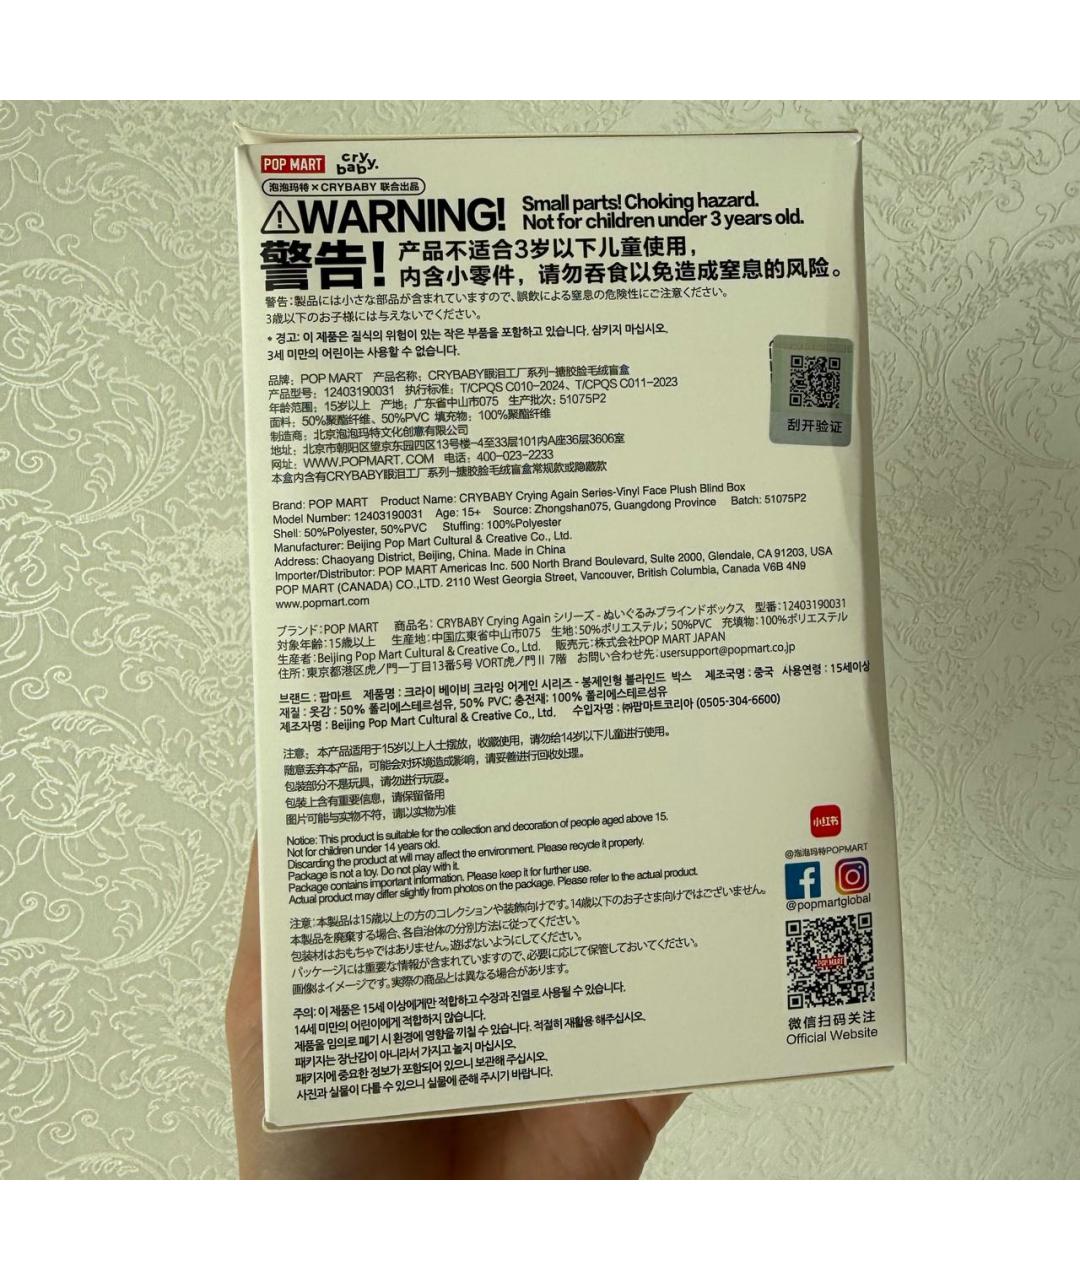 POP MART cry baby.
泡泡玛特×CRYBABY 联合出品
WARNING! Small parts! Choking hazard.
Not for children under 3 years old.
警告! 产品不适合3岁以下儿童使用，
内含小零件，请勿吞食以免造成窒息的风险。
警告：製品には小さな部品が含まれていますので、誤飲による窒息の危険性にご注意ください。
3歳以下のお子様には与えないでください。
* 경고: 이 제품은 질식의 위험이 있는 작은 부품을 포함하고 있습니다. 삼키지 마십시오.
3세 미만의 어린이는 사용할 수 없습니다.
品牌：POP MART 产品名称：CRYBABY眼泪工厂系列-搪胶脸毛绒盲盒
产品型号：12403190031 执行标准：T/CPQS C010-2024、T/CPQS C011-2023
年龄范围：15岁以上 产地：广东省中山市075 生产批次：51075P2
面料：50%聚酯纤维、50%PVC 填充物：100%聚酯纤维
制造商：北京泡泡玛特文化创意有限公司
地址：北京市朝阳区望京东园四区13号楼-4至33层101内A座36层3606室
网址：WWW.POPMART.COM 电话：400-023-2233
本盒内含有CRYBABY眼泪工厂系列-搪胶脸毛绒盲盒常规款或隐藏款
刮开验证
Brand: POP MART Product Name: CRYBABY Crying Again Series-Vinyl Face Plush Blind Box
Model Number: 12403190031 Age: 15+ Source: Zhongshan075, Guangdong Province Batch: 51075P2
Shell: 50%Polyester, 50%PVC Stuffing: 100%Polyester
Manufacturer: Beijing Pop Mart Cultural & Creative Co., Ltd.
Address: Chaoyang District, Beijing, China. Made in China
Importer/Distributor: POP MART Americas Inc. 500 North Brand Boulevard, Suite 2000, Glendale, CA 91203, USA
POP MART (CANADA) CO.,LTD. 2110 West Georgia Street, Vancouver, British Columbia, Canada V6B 4N9
www.popmart.com
ブランド：POP MART 商品名：CRYBABY Crying Again シリーズ - ぬいぐるみブラインドボックス 型番：12403190031
対象年齢：15歳以上 生産地：中国広東省中山市075 生地：50%ポリエステル；50%PVC 充填物：100%ポリエステル
生産者：Beijing Pop Mart Cultural & Creative Co., Ltd. 販売元：株式会社POP MART JAPAN
住所：東京都港区虎ノ門一丁目13番5号 VORT虎ノ門Ⅱ 7階 お問い合わせ先：usersupport@popmart.co.jp
브랜드 : 팝마트 제품명 : 크라이 베이비 크라잉 어게인 시리즈 - 봉제인형 블라인드 박스 제조국명 : 중국 사용연령 : 15세이상
재질 : 옷감 : 50% 폴리에스테르섬유, 50% PVC; 충전재; 100% 폴리에스테르섬유
제조자명 : Beijing Pop Mart Cultural & Creative Co., Ltd. 수입자명 : ㈜팝마트코리아 (0505-304-6600)
注意：本产品适用于15岁以上人士摆放，收藏使用，请勿给14岁以下儿童进行使用。
随意丢弃本产品，可能会对环境造成影响，请妥善进行回收处理。
包装部分不是玩具，请勿进行玩耍。
包装上含有重要信息，请保留备用
图片可能与实物不符，请以实物为准
Notice: This product is suitable for the collection and decoration of people aged above 15.
Not for children under 14 years old.
Discarding the product at will may affect the environment. Please recycle it properly.
Package is not a toy. Do not play with it.
Package contains important information. Please keep it for further use.
Actual product may differ slightly from photos on the package. Please refer to the actual product.
注意：本製品は15歳以上の方のコレクションや装飾向けです。14歳以下のお子さま向けではございません。
本製品を廃棄する場合、各自治体の分別方法に従ってください。
包装材はおもちゃではありません。遊ばないようにしてください。
パッケージには重要な情報が含まれていますので、必要に応じて保管しておいてください。
画像はイメージです。実際の商品とは異なる場合があります。
주의: 이 제품은 15세 이상에게만 적합하고 수장과 진열로 사용될 수 있습니다.
14세 미만의 어린이에게 적합하지 않습니다.
제품을 임의로 폐기 시 환경에 영향을 끼칠 수 있습니다. 적절히 재활용 해주십시오.
패키지는 장난감이 아니라서 가지고 놀지 마십시오.
패키지에 중요한 정보가 포함되어 있으니 보관해 주십시오.
사진과 실물이 다를 수 있으니 실물에 준해 주시기 바랍니다.
小红书
@泡泡玛特POPMART
@popmartglobal
POP MART
微信扫码关注
Official Website